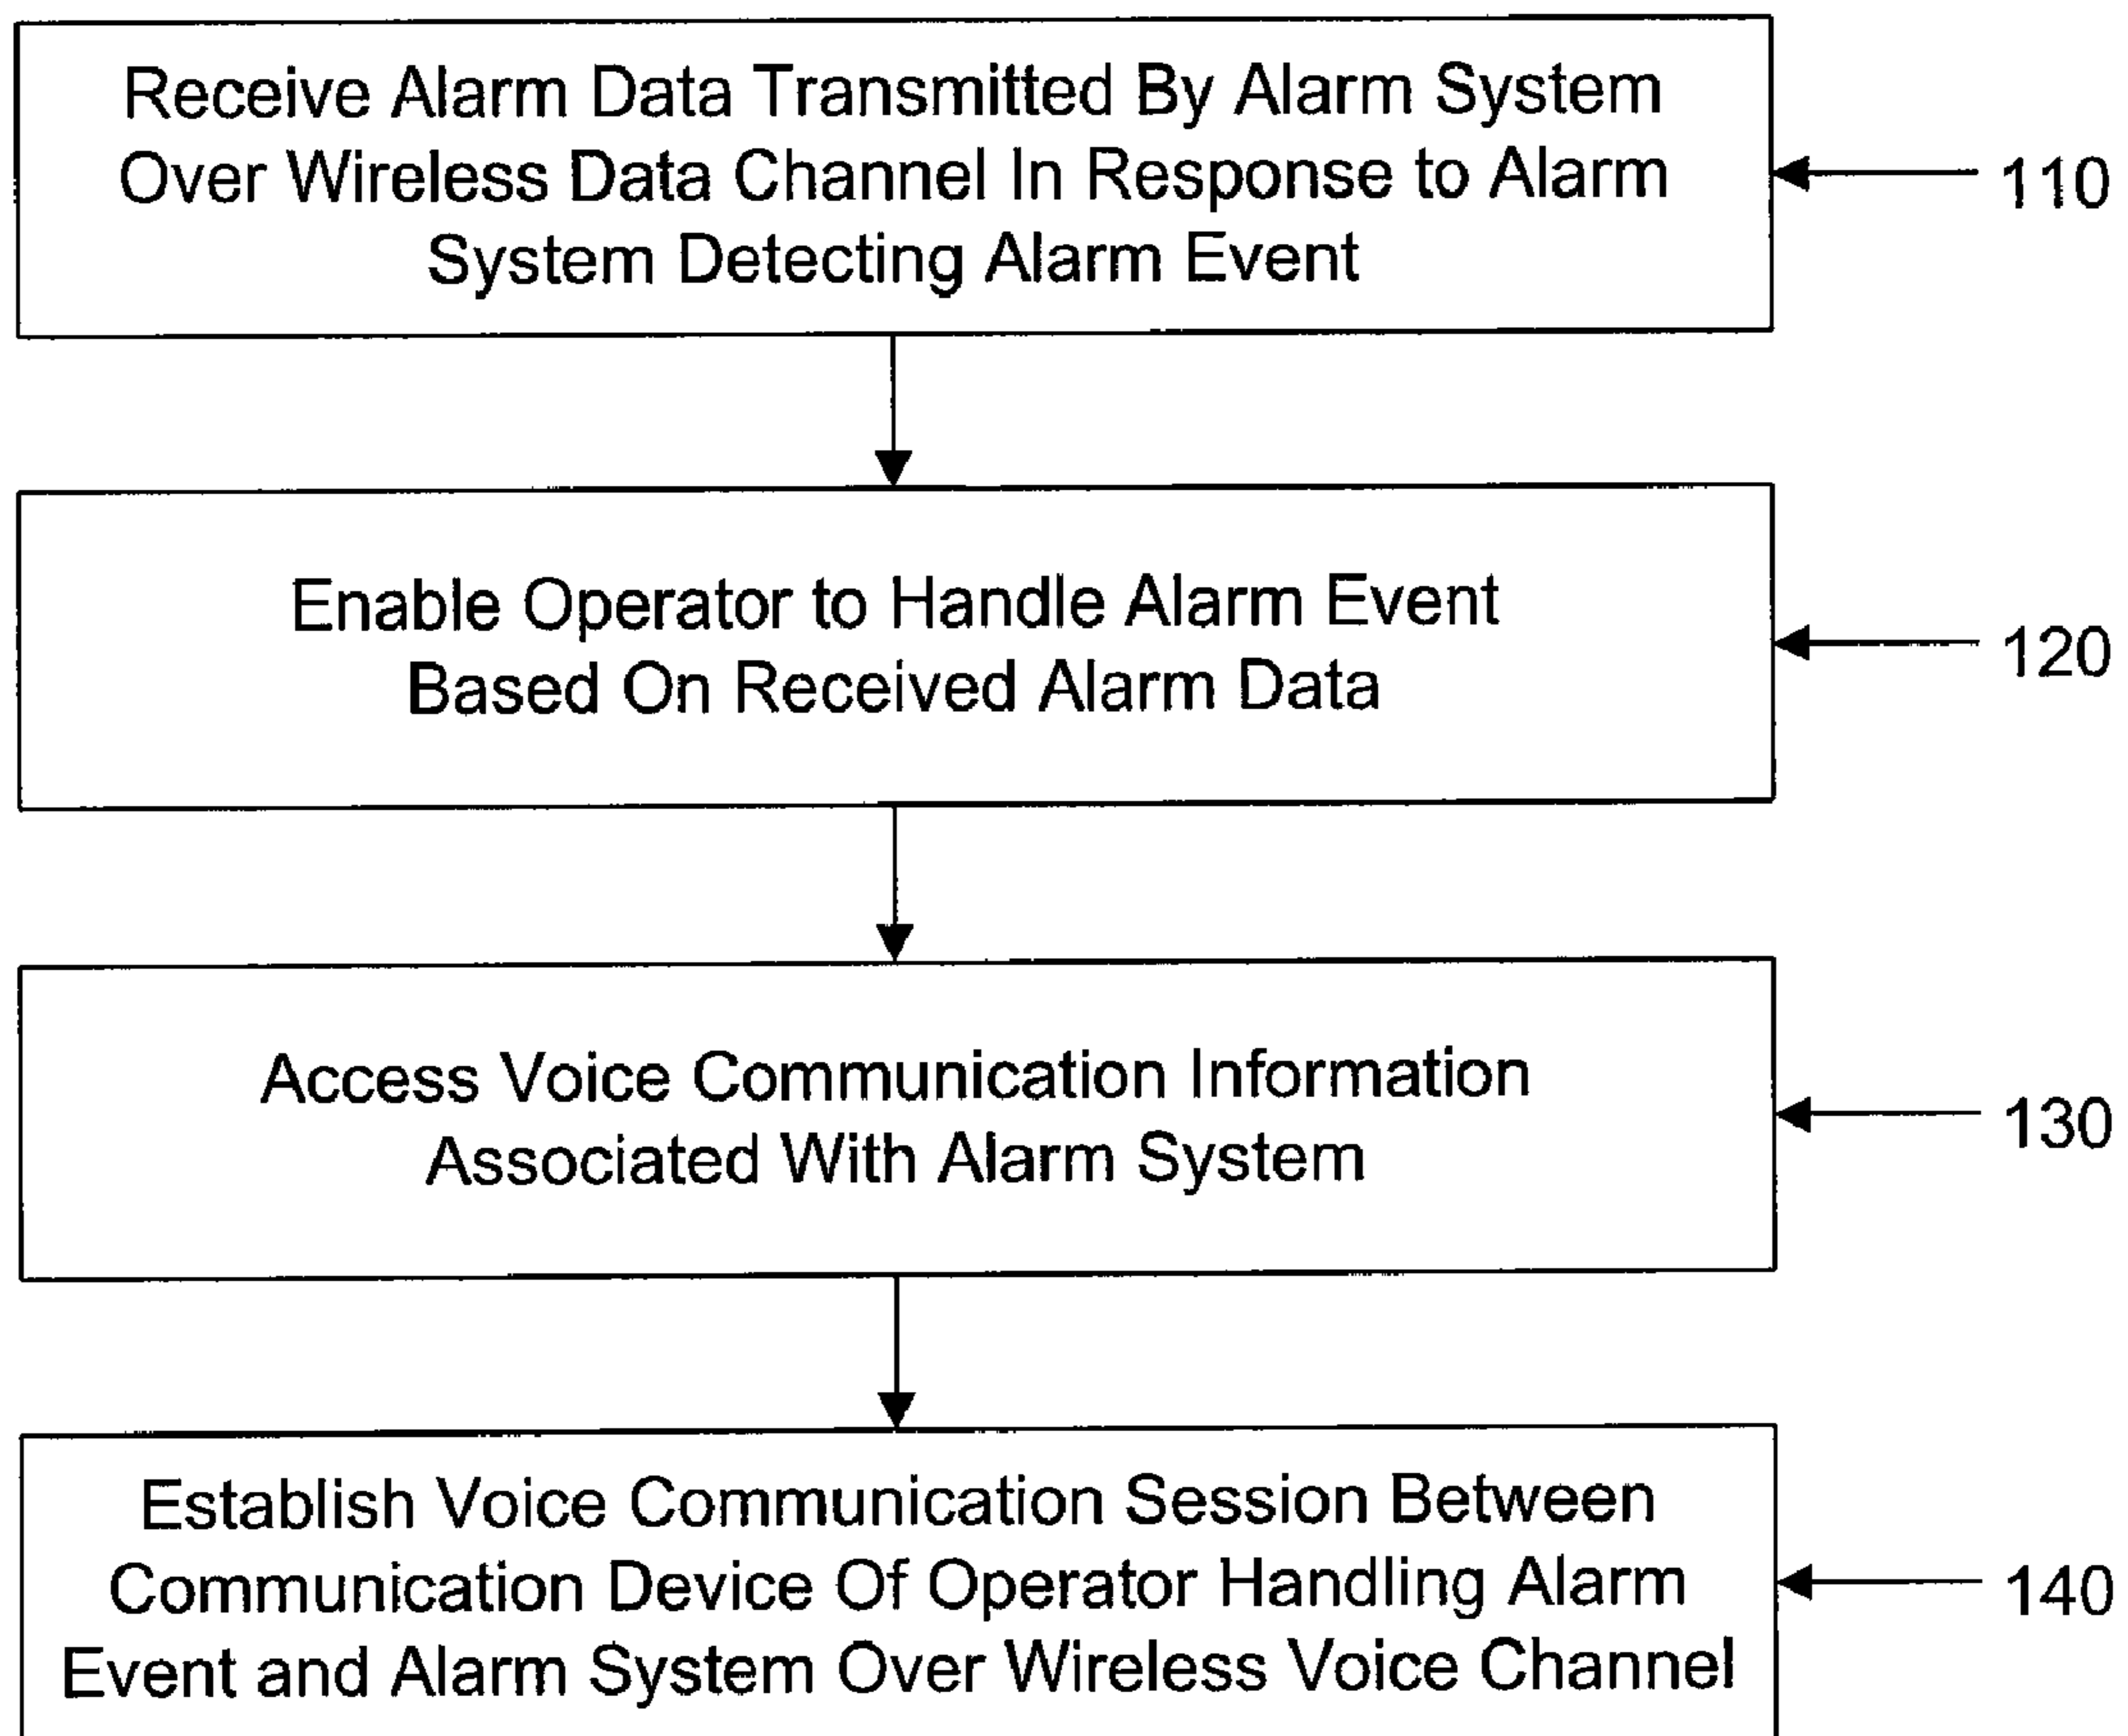 Receive Alarm Data Transmitted By Alarm System
Over Wireless Data Channel In Response to Alarm
System Detecting Alarm Event
110
Enable Operator to Handle Alarm Event
Based On Received Alarm Data
120
Access Voice Communication Information
Associated With Alarm System
130
Establish Voice Communication Session Between
Communication Device Of Operator Handling Alarm
Event and Alarm System Over Wireless Voice Channel
140